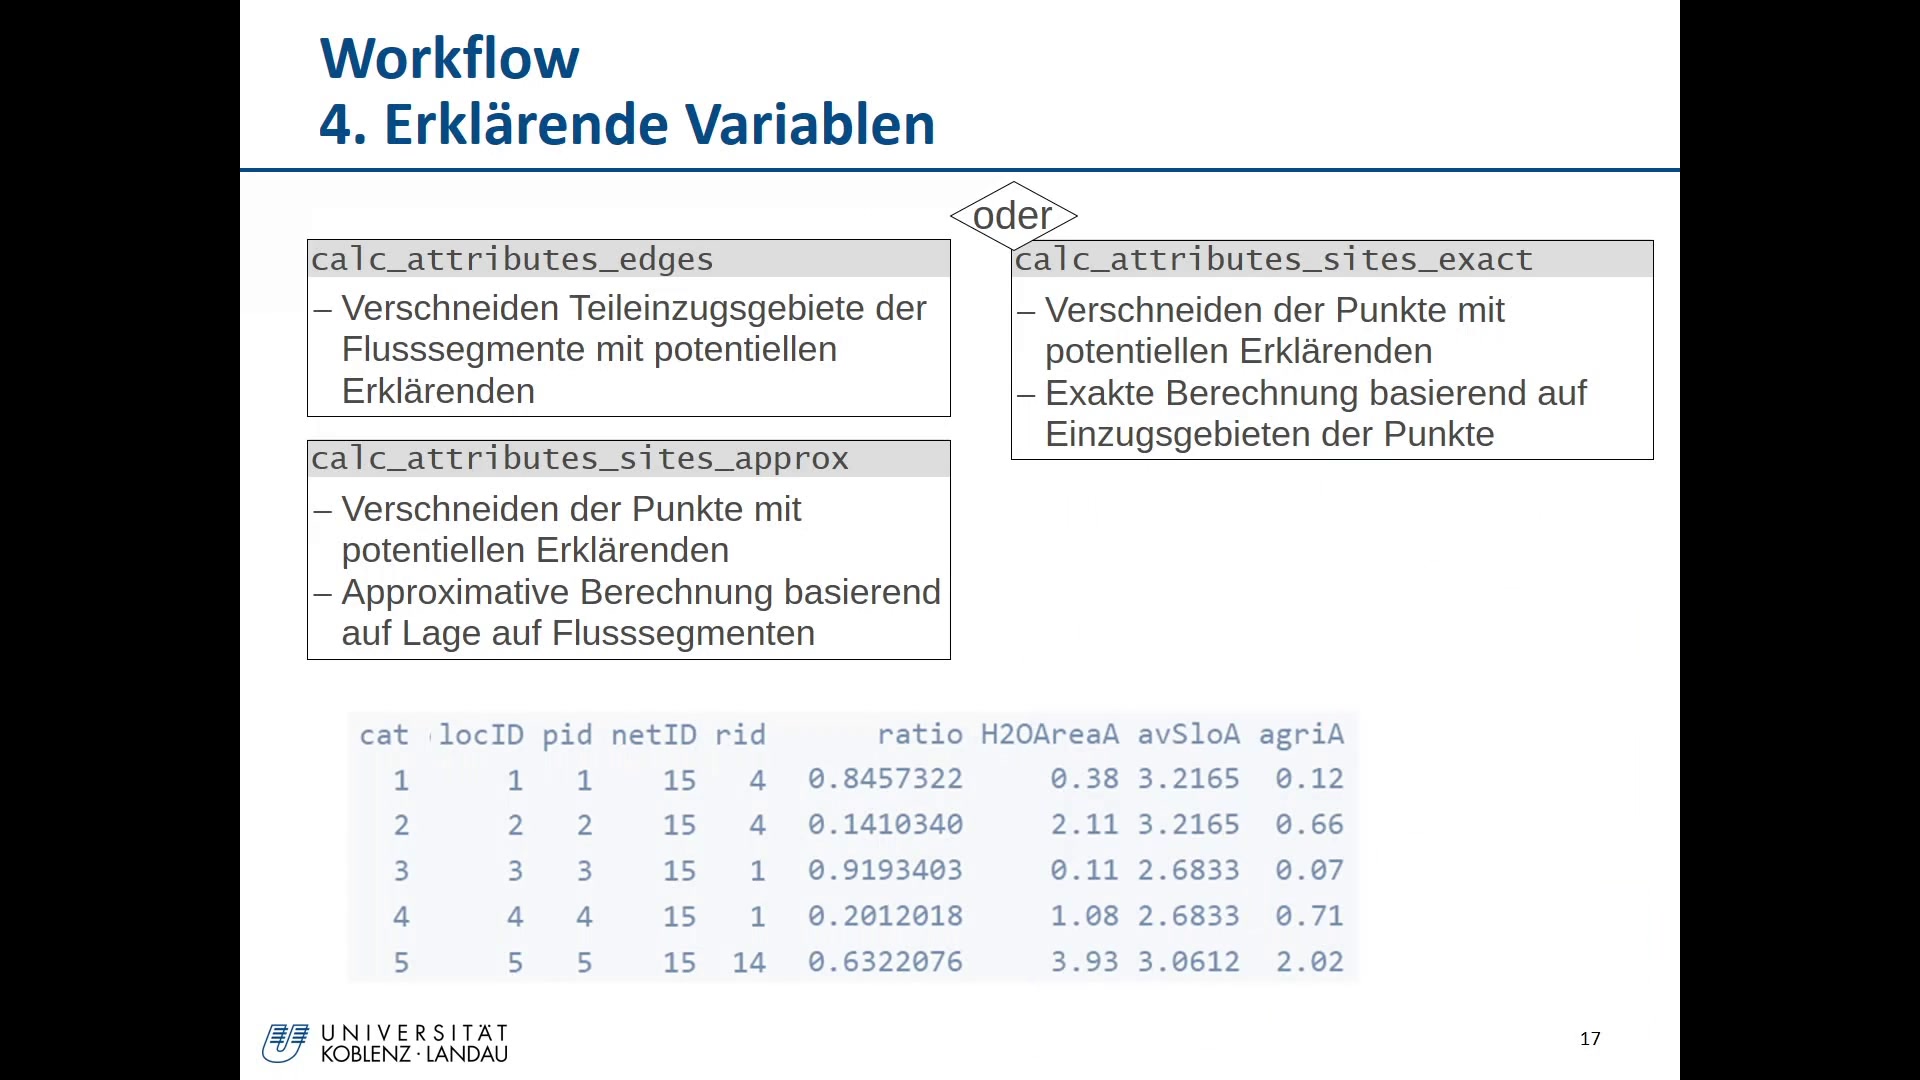 Workflow
4. Erklärende Variablen
oder
calc_attributes_edges
– Verschneiden Teileinzugsgebiete der
Flusssegmente mit potentiellen
Erklärenden
calc_attributes_sites_approx
– Verschneiden der Punkte mit
potentiellen Erklärenden
– Approximative Berechnung basierend
auf Lage auf Flusssegmenten
calc_attributes_sites_exact
– Verschneiden der Punkte mit
potentiellen Erklärenden
– Exakte Berechnung basierend auf
Einzugsgebieten der Punkte
cat locID pid netID rid ratio H2OAreaA avSloA agriA
1 1 1 15 4 0.8457322 0.38 3.2165 0.12
2 2 2 15 4 0.1410340 2.11 3.2165 0.66
3 3 3 15 1 0.9193403 0.11 2.6833 0.07
4 4 4 15 1 0.2012018 1.08 2.6833 0.71
5 5 5 15 14 0.6322076 3.93 3.0612 2.02
UNIVERSITÄT
KOBLENZ · LANDAU
17